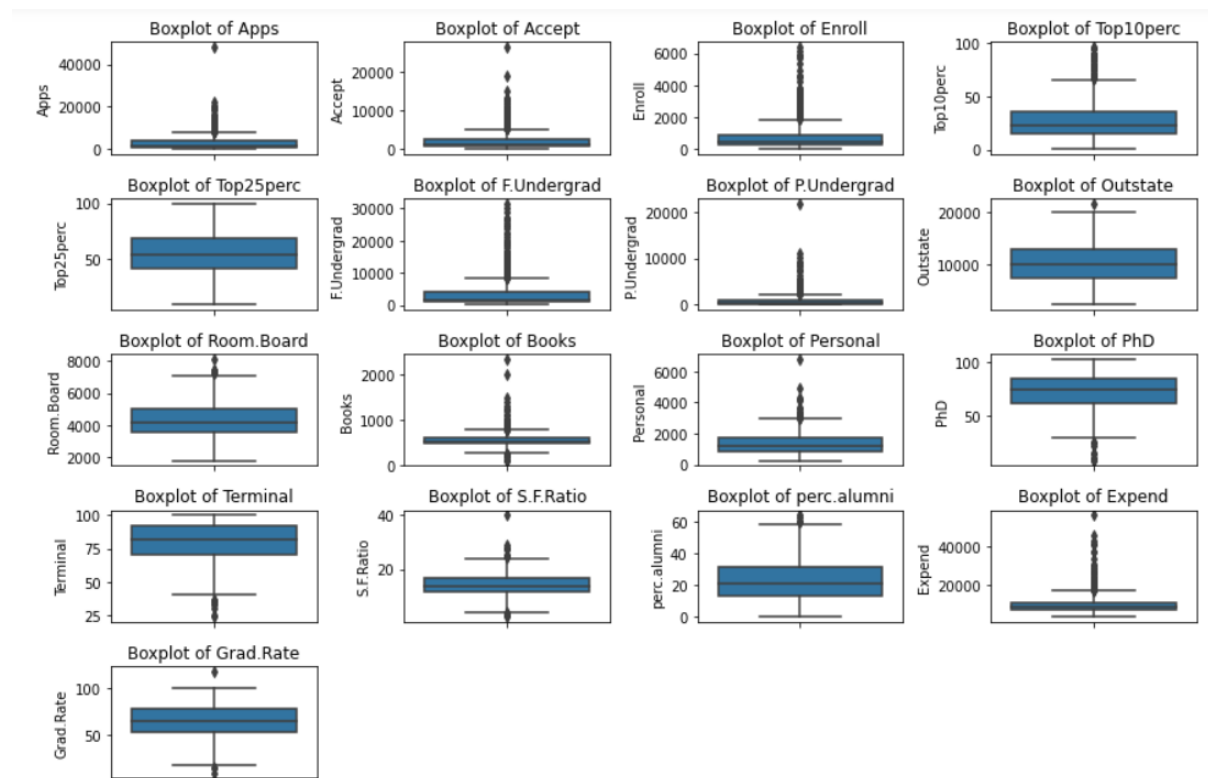 Boxplot of Apps
Boxplot of Accept
Boxplot of Enroll
Boxplot of Top10perc
40000
20000
0
Apps
20000
10000
0
Accept
6000
4000
2000
0
Enroll
100
50
0
Top10perc
Boxplot of Top25perc
Boxplot of F.Undergrad
Boxplot of P.Undergrad
Boxplot of Outstate
100
50
Top25perc
30000
20000
10000
0
F.Undergrad
20000
10000
0
P.Undergrad
20000
10000
Outstate
Boxplot of Room.Board
Boxplot of Books
Boxplot of Personal
Boxplot of PhD
8000
6000
4000
2000
Room.Board
2000
1000
0
Books
6000
4000
2000
0
Personal
100
50
PhD
Boxplot of Terminal
Boxplot of S.F.Ratio
Boxplot of perc.alumni
Boxplot of Expend
100
75
50
25
Terminal
40
20
S.F.Ratio
60
40
20
0
perc.alumni
40000
20000
Expend
Boxplot of Grad.Rate
100
50
Grad.Rate